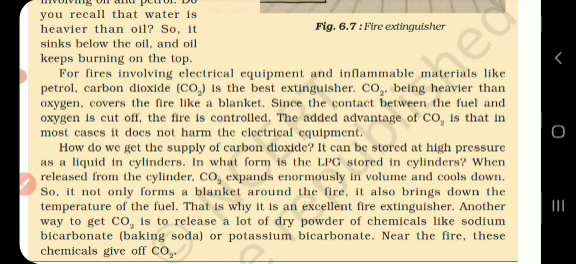 involving oil and petrol. Do
you recall that water is
heavier than oil? So, it
sinks below the oil, and oil
keeps burning on the top.
Fig. 6.7 : Fire extinguisher
For fires involving electrical equipment and inflammable materials like
petrol, carbon dioxide (CO₂) is the best extinguisher. CO₂, being heavier than
oxygen, covers the fire like a blanket. Since the contact between the fuel and
oxygen is cut off, the fire is controlled. The added advantage of CO₂ is that in
most cases it does not harm the electrical equipment.
How do we get the supply of carbon dioxide? It can be stored at high pressure
as a liquid in cylinders. In what form is the LPG stored in cylinders? When
released from the cylinder, CO₂ expands enormously in volume and cools down.
So, it not only forms a blanket around the fire, it also brings down the
temperature of the fuel. That is why it is an excellent fire extinguisher. Another
way to get CO₂ is to release a lot of dry powder of chemicals like sodium
bicarbonate (baking soda) or potassium bicarbonate. Near the fire, these
chemicals give off CO₂.